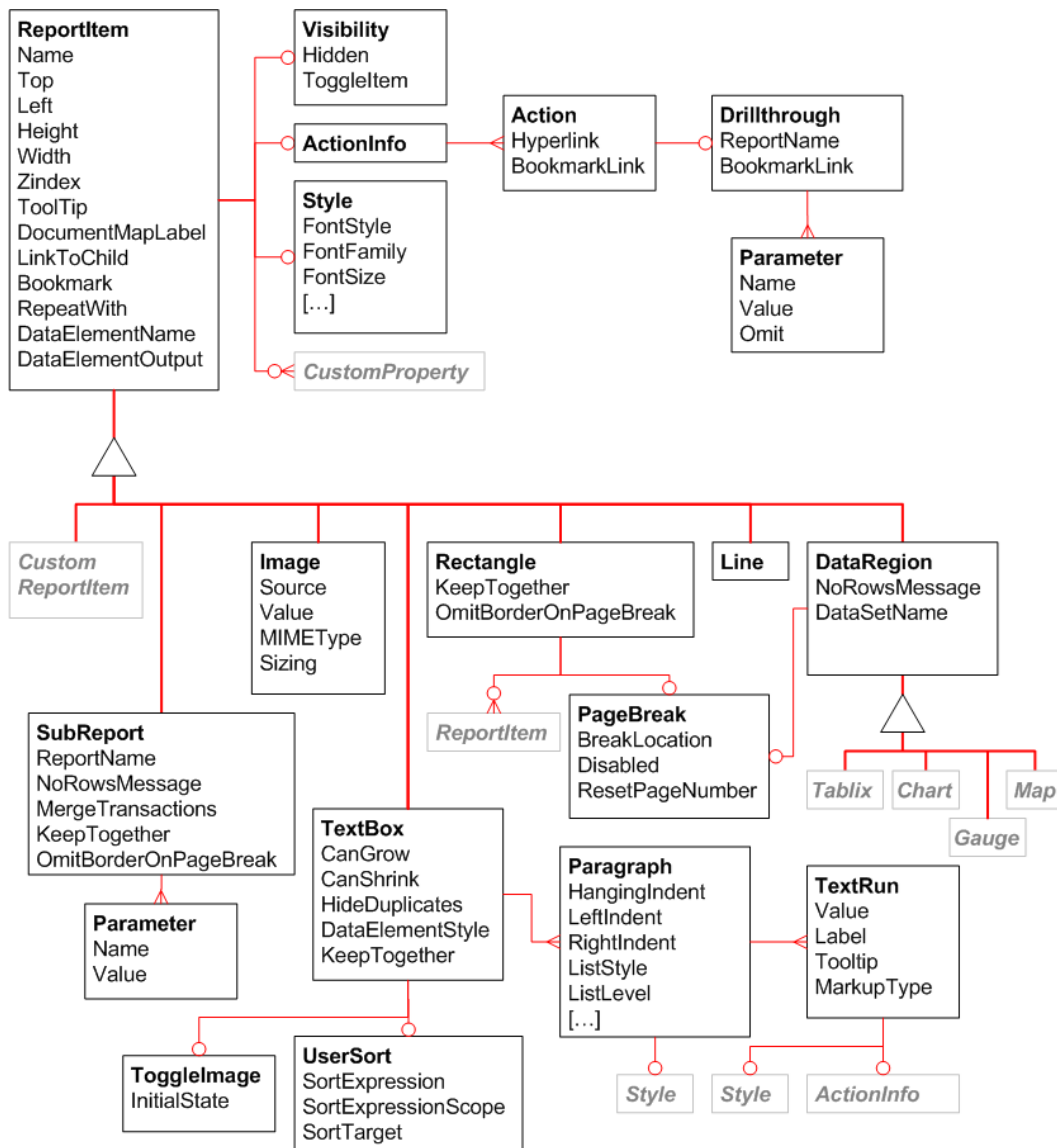 ReportItem
Name
Top
Left
Height
Width
Zindex
ToolTip
DocumentMapLabel
LinkToChild
Bookmark
RepeatWith
DataElementName
DataElementOutput
Visibility
Hidden
ToggleItem
ActionInfo
Style
FontStyle
FontFamily
FontSize
[...]
CustomProperty
Action
Hyperlink
BookmarkLink
Drillthrough
ReportName
BookmarkLink
Parameter
Name
Value
Omit
Custom
ReportItem
SubReport
ReportName
NoRowsMessage
MergeTransactions
KeepTogether
OmitBorderOnPageBreak
Parameter
Name
Value
Image
Source
Value
MIMEType
Sizing
TextBox
CanGrow
CanShrink
HideDuplicates
DataElementStyle
KeepTogether
ToggleImage
InitialState
UserSort
SortExpression
SortExpressionScope
SortTarget
Rectangle
KeepTogether
OmitBorderOnPageBreak
ReportItem
PageBreak
BreakLocation
Disabled
ResetPageNumber
Line
DataRegion
NoRowsMessage
DataSetName
Tablix
Chart
Gauge
Map
Paragraph
HangingIndent
LeftIndent
RightIndent
ListStyle
ListLevel
[...]
Style
TextRun
Value
Label
Tooltip
MarkupType
Style
ActionInfo